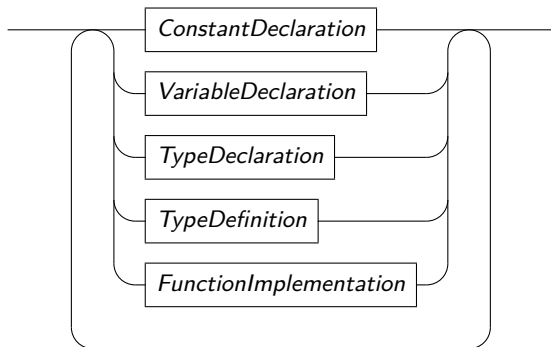 ConstantDeclaration
VariableDeclaration
TypeDeclaration
TypeDefinition
FunctionImplementation